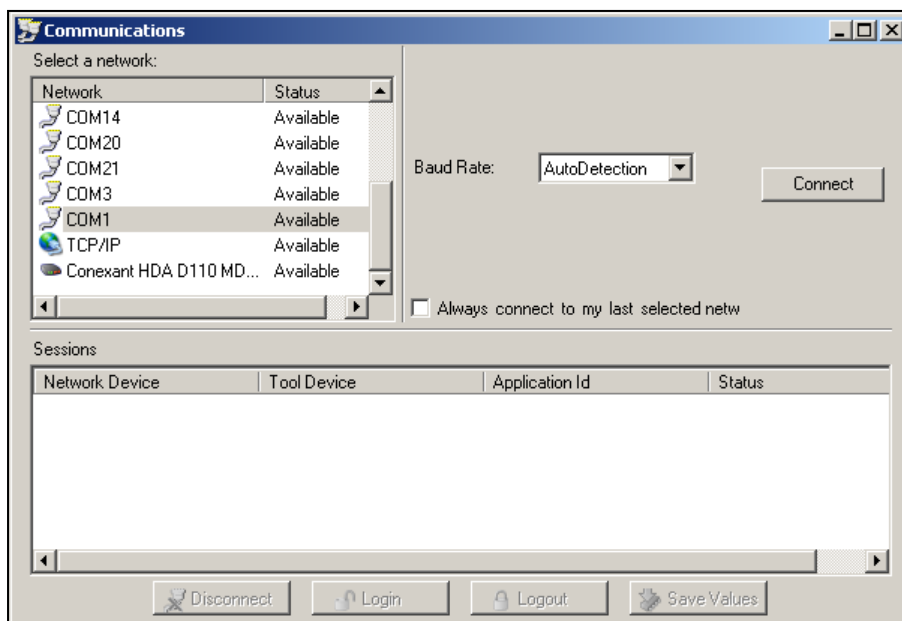 Communications
Select a network:
Network Status
COM14 Available
COM20 Available
COM21 Available
COM3 Available
COM1 Available
TCP/IP Available
Conexant HDA D110 MD... Available
Baud Rate: AutoDetection
Connect
Always connect to my last selected netw
Sessions
Network Device Tool Device Application Id Status
Disconnect Login Logout Save Values